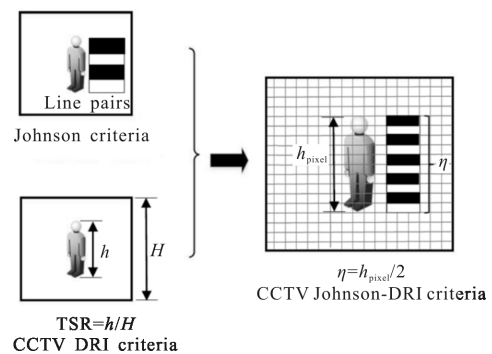 Line pairs
Johnson criteria
h
H
TSR=h/H
CCTV DRI criteria
h_pixel
η
η=h_pixel/2
CCTV Johnson-DRI criteria